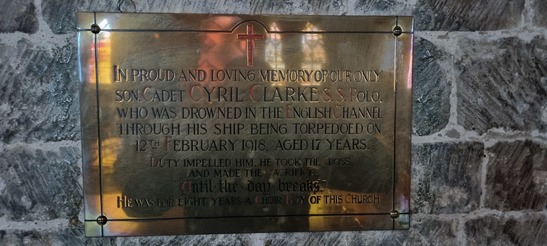 IN PROUD AND LOVING MEMORY OF OUR ONLY
SON. CADET CYRIL CLARKE S.S. POLO,
WHO WAS DROWNED IN THE ENGLISH CHANNEL
THROUGH HIS SHIP BEING TORPEDOED ON
12TH FEBRUARY 1918, AGED 17 YEARS.
DUTY IMPELLED HIM, HE TOOK THE CROSS
AND MADE THE SACRIFICE
Until the day breaks.
HE WAS FOR EIGHT YEARS A CHOIR BOY OF THIS CHURCH.